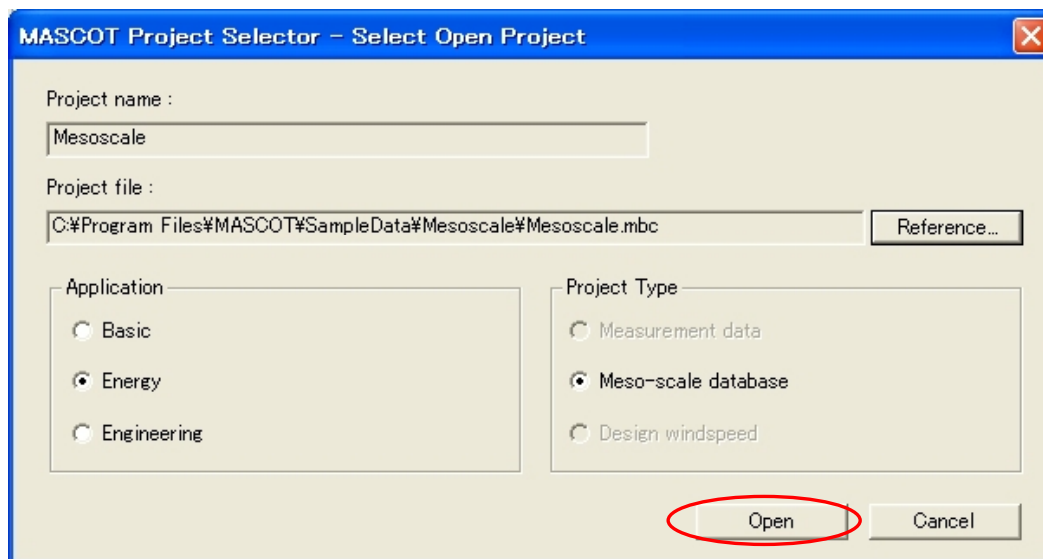 MASCOT Project Selector - Select Open Project
Project name :
Mesoscale
Project file :
C:¥Program Files¥MASCOT¥SampleData¥Mesoscale¥Mesoscale.mbc
Reference...
Application
Basic
Energy
Engineering
Project Type
Measurement data
Meso-scale database
Design windspeed
Open
Cancel